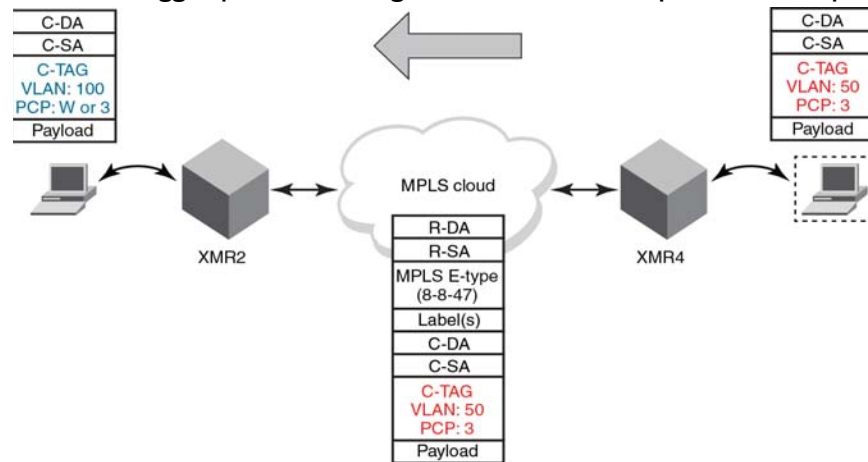 C-DA
C-SA
C-TAG
VLAN: 100
PCP: W or 3
Payload
C-DA
C-SA
C-TAG
VLAN: 50
PCP: 3
Payload
MPLS cloud
XMR2
XMR4
R-DA
R-SA
MPLS E-type
(8-8-47)
Label(s)
C-DA
C-SA
C-TAG
VLAN: 50
PCP: 3
Payload